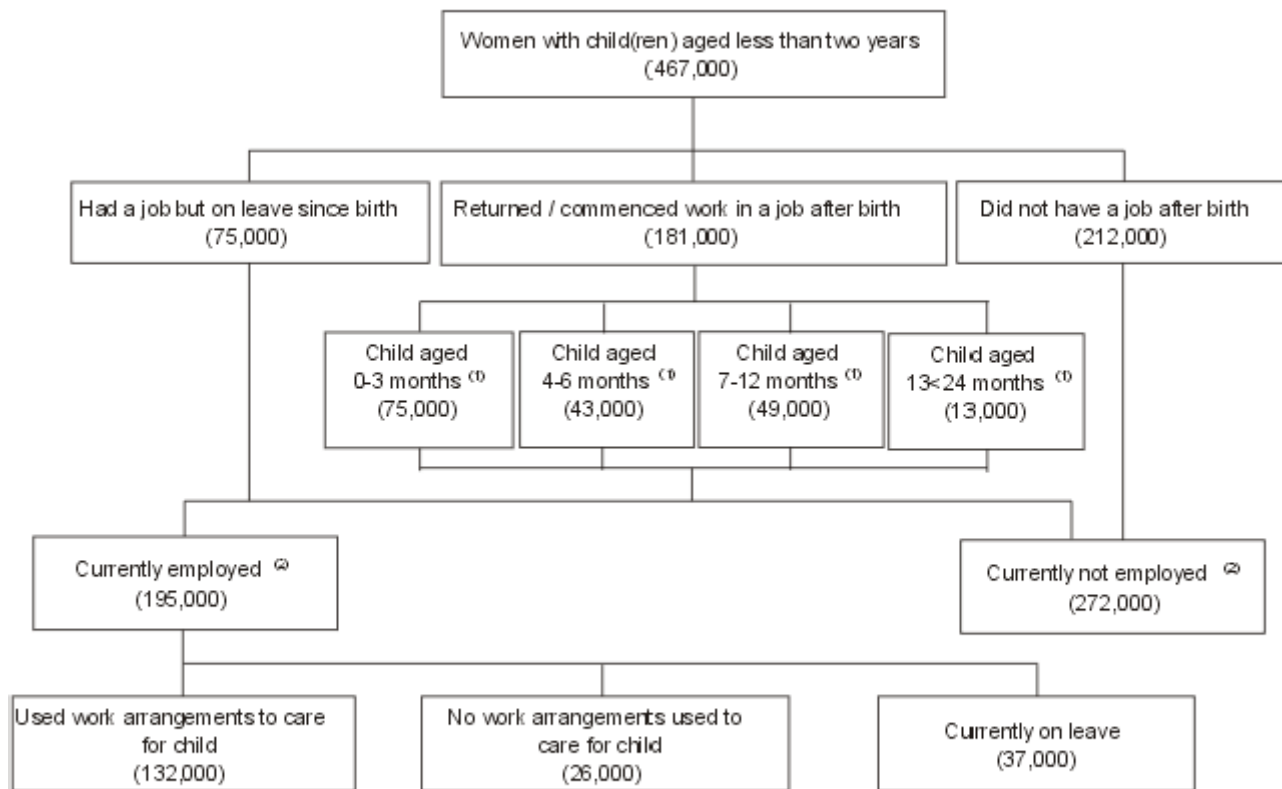 Women with child(ren) aged less than two years
(467,000)
Had a job but on leave since birth
(75,000)
Returned / commenced work in a job after birth
(181,000)
Did not have a job after birth
(212,000)
Child aged
0-3 months (1)
(75,000)
Child aged
4-6 months (1)
(43,000)
Child aged
7-12 months (1)
(49,000)
Child aged
13<24 months (1)
(13,000)
Currently employed (2)
(195,000)
Currently not employed (2)
(272,000)
Used work arrangements to care
for child
(132,000)
No work arrangements used to
care for child
(26,000)
Currently on leave
(37,000)